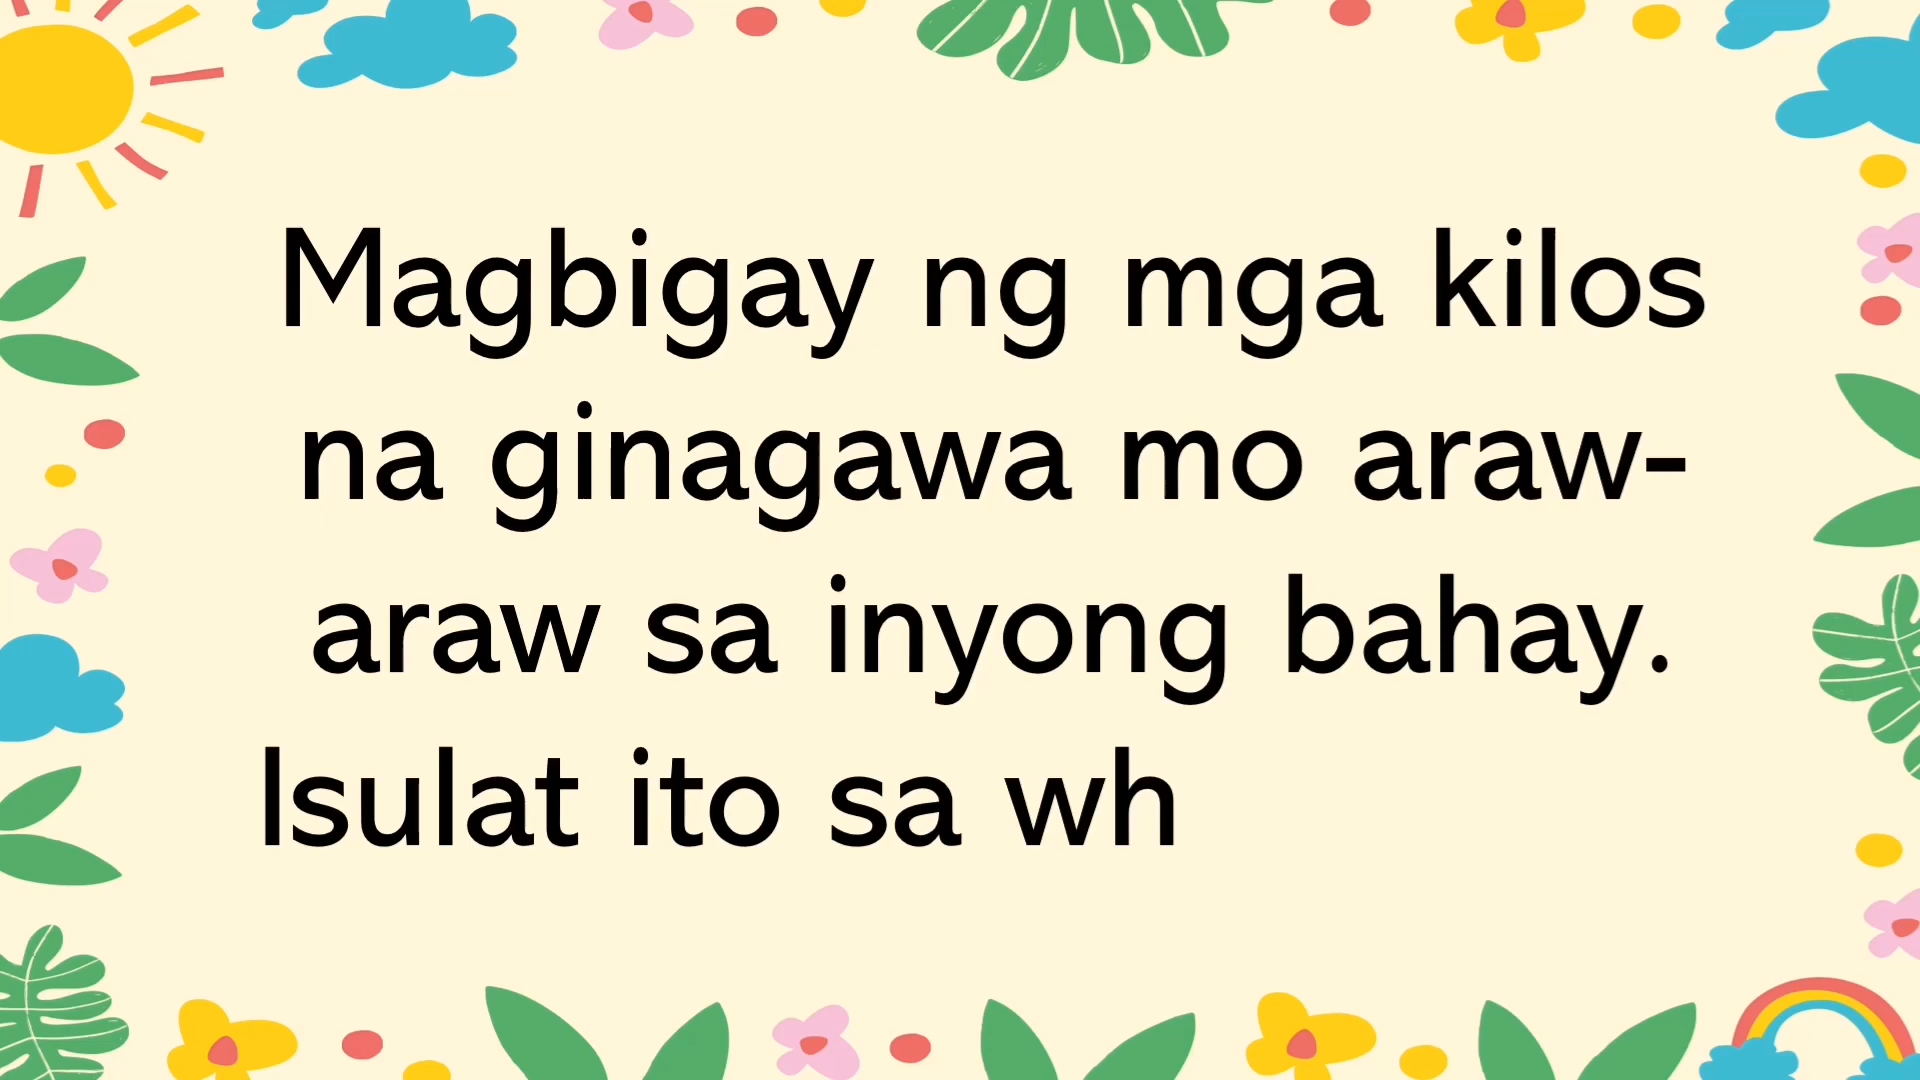 Magbigay ng mga kilos
na ginagawa mo araw-
araw sa inyong bahay.
Isulat ito sa wh